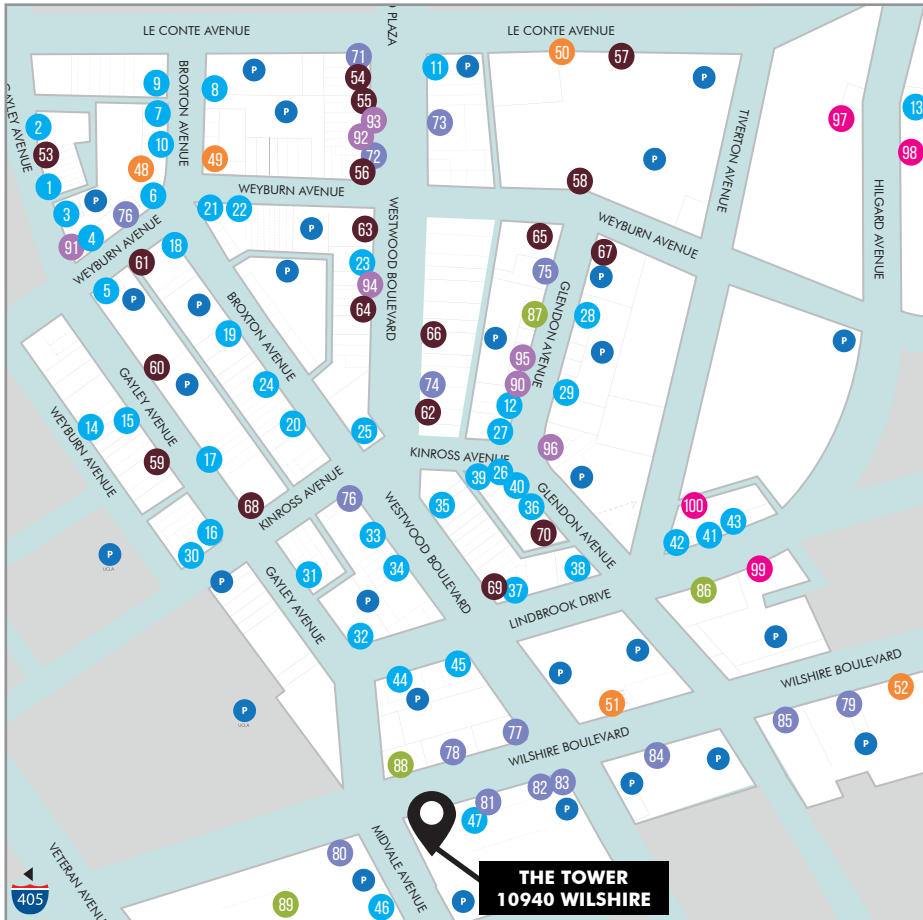 LE CONTE AVENUE
LE CONTE AVENUE
PLAZA
BROXTON AVENUE
GAYLEY AVENUE
TIVERTON AVENUE
HILGARD AVENUE
71
50
57
54
P
11
P
P
9
8
55
P
13
7
93
73
97
2
92
10
98
53
72
49
P
48
56
58
1
WEYBURN AVENUE
6
P
3
76
21
22
WEYBURN AVENUE
4
91
WEYBURN AVENUE
18
P
63
65
67
WESTWOOD BOULEVARD
61
23
75
P
P
94
5
P
P
BROXTON AVENUE
64
87
28
GLENDON AVENUE
19
66
P
P
P
60
95
P
24
74
90
29
GAYLEY AVENUE
WEYBURN AVENUE
62
12
14
15
20
25
27
96
KINROSS AVENUE
59
17
39
26
P
40
KINROSS AVENUE
68
76
35
36
100
WESTWOOD BOULEVARD
GLENDON AVENUE
16
33
70
43
41
42
30
P
UCLA
34
38
99
31
P
69
37
86
GAYLEY AVENUE
P
LINDBROOK DRIVE
32
P
P
45
44
P
WILSHIRE BOULEVARD
P
51
52
79
P
UCLA
85
77
P
78
WILSHIRE BOULEVARD
84
88
P
P
82
83
81
P
47
MIDVALE AVENUE
80
VETERAN AVENUE
P
THE TOWER
10940 WILSHIRE
405
89
46
P